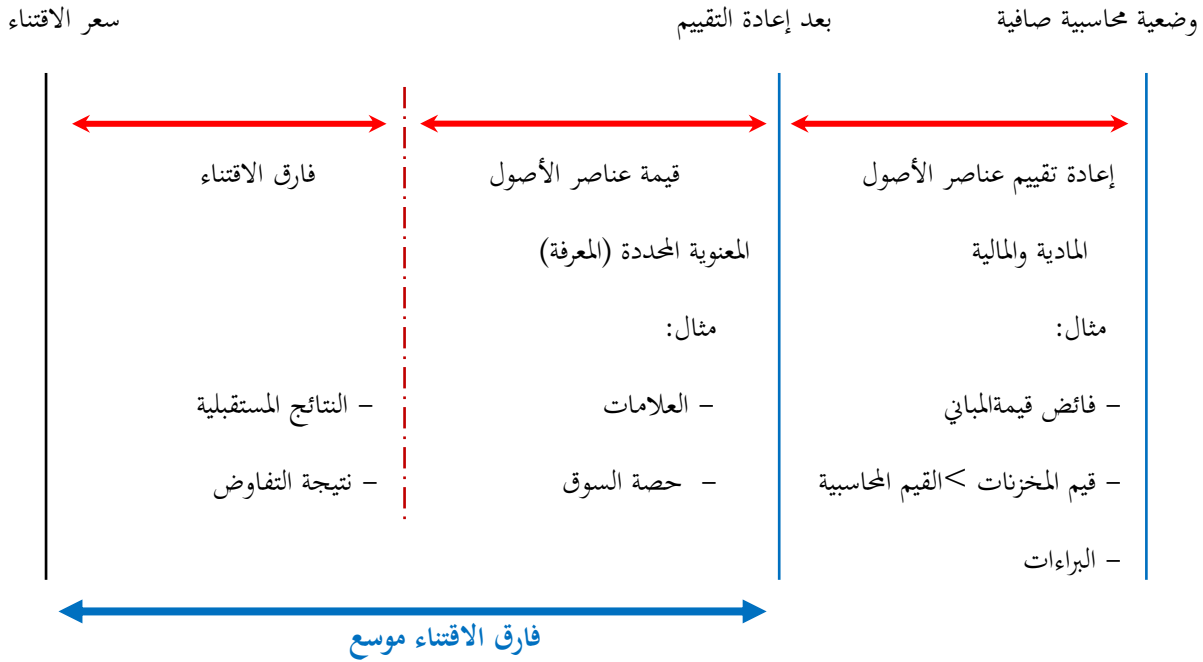 وضعية محاسبية صافية
بعد إعادة التقييم
سعر الاقتناء
إعادة تقييم عناصر الأصول
المادية والمالية
مثال:
– فائض قيمةالمباني
– قيم المخزنات >القيم المحاسبية
– البراءات
قيمة عناصر الأصول
المعنوية المحددة (المعرفة)
مثال:
– العلامات
– حصة السوق
فارق الاقتناء
– النتائج المستقبلية
– نتيجة التفاوض
فارق الاقتناء موسع